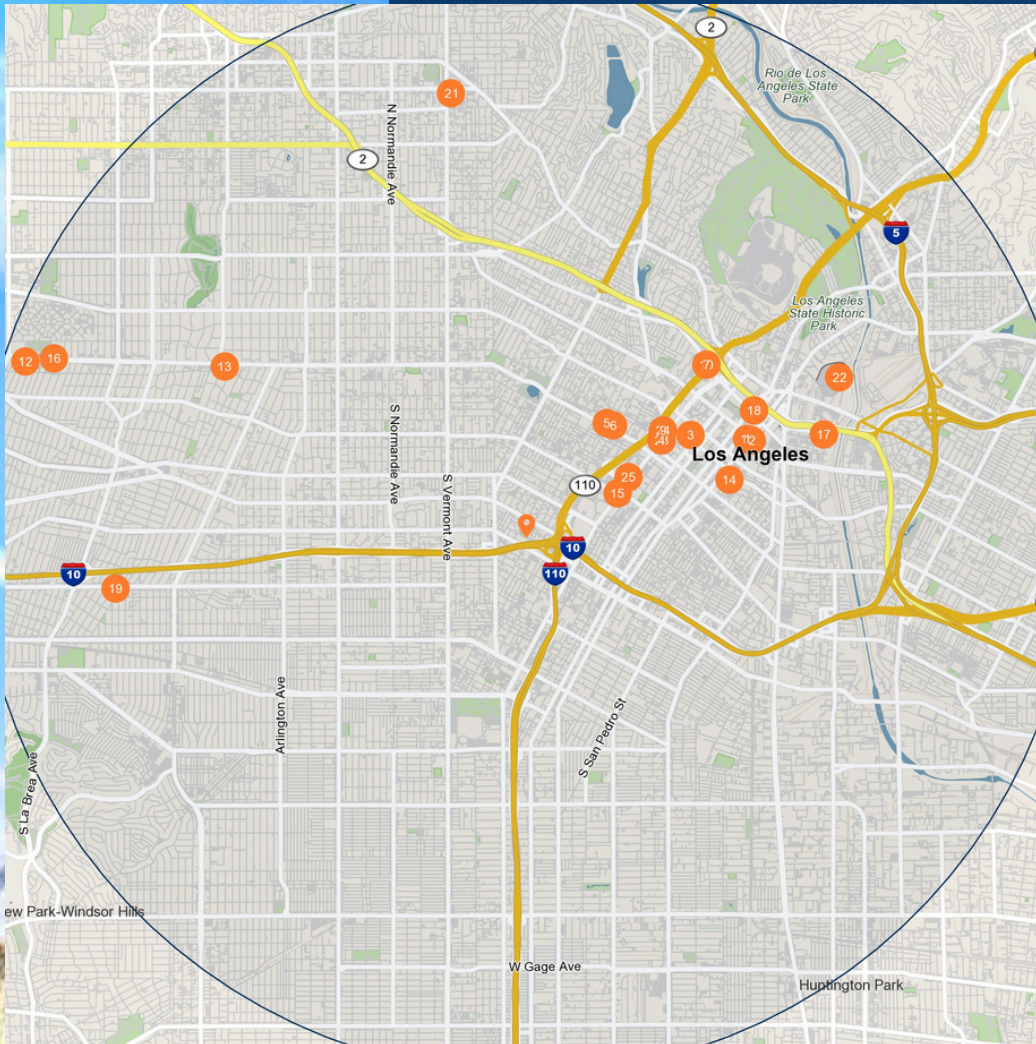 2
Rio de Los
Angeles State
Park
21
N Normandie Ave
2
5
Los Angeles
State Historic
Park
12
16
13
22
18
5
6
3
17
Los Angeles
S Normandie Ave
14
25
S Vermont Ave
110
15
10
10
110
19
Arlington Ave
S San Pedro St
S La Brea Ave
ew Park-Windsor Hills
W Gage Ave
Huntington Park